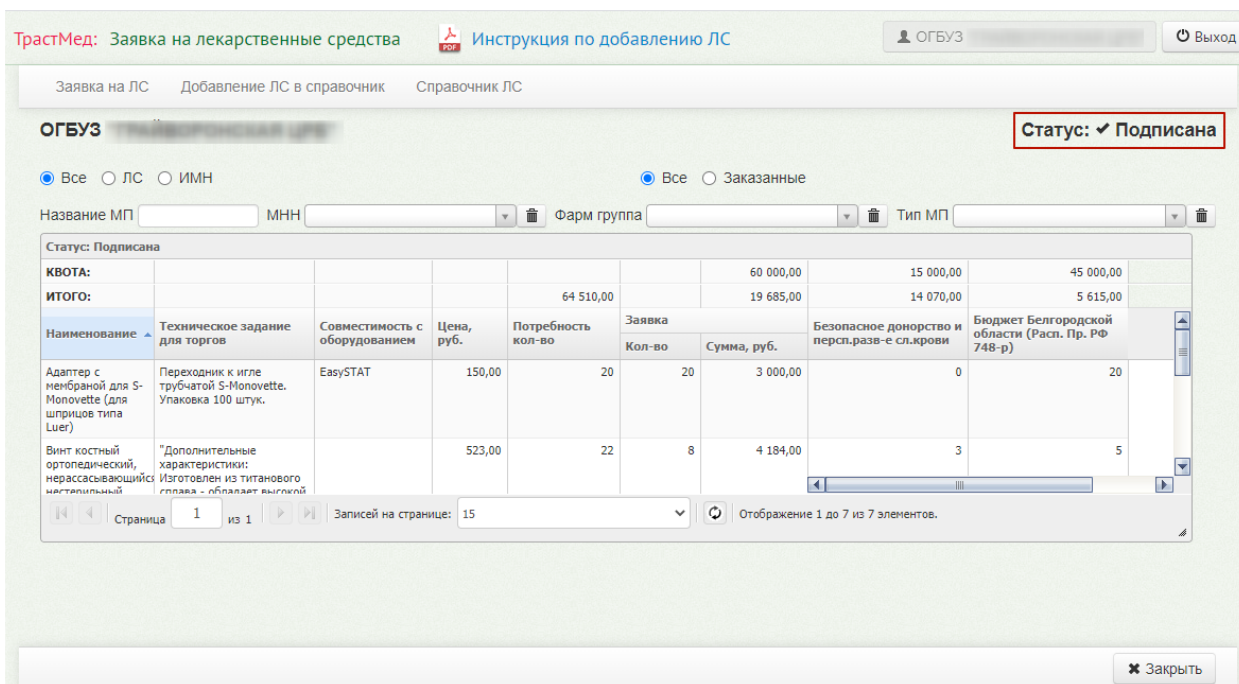 ТрастМед: Заявка на лекарственные средства PDF Инструкция по добавлению ЛС ОГБУЗ Выход
Заявка на ЛС Добавление ЛС в справочник Справочник ЛС
ОГБУЗ Статус: ✔ Подписана
Все ЛС ИМН Все Заказанные
Название МП МНН Фарм группа Тип МП
Статус: Подписана
КВОТА: 60 000,00 15 000,00 45 000,00
ИТОГО: 64 510,00 19 685,00 14 070,00 5 615,00
Наименование
Техническое задание
для торгов
Совместимость с
оборудованием
Цена,
руб.
Потребность
кол-во
Заявка
Кол-во Сумма, руб.
Безопасное донорство и
персп.разв-е сл.крови
Бюджет Белгородской
области (Расп. Пр. РФ
748-р)
Адаптер с
мембраной для S-
Monovette (для
шприцов типа
Luer)
Переходник к игле
трубчатой S-Monovette.
Упаковка 100 штук.
EasySTAT 150,00 20 20 3 000,00 0 20
Винт костный
ортопедический,
нерассасывающийся
нестерильный
"Дополнительные
характеристики:
Изготовлен из титанового
сплава - обладает высокой
523,00 22 8 4 184,00 3 5
Страница 1 из 1 Записей на странице: 15 Отображение 1 до 7 из 7 элементов.
Закрыть